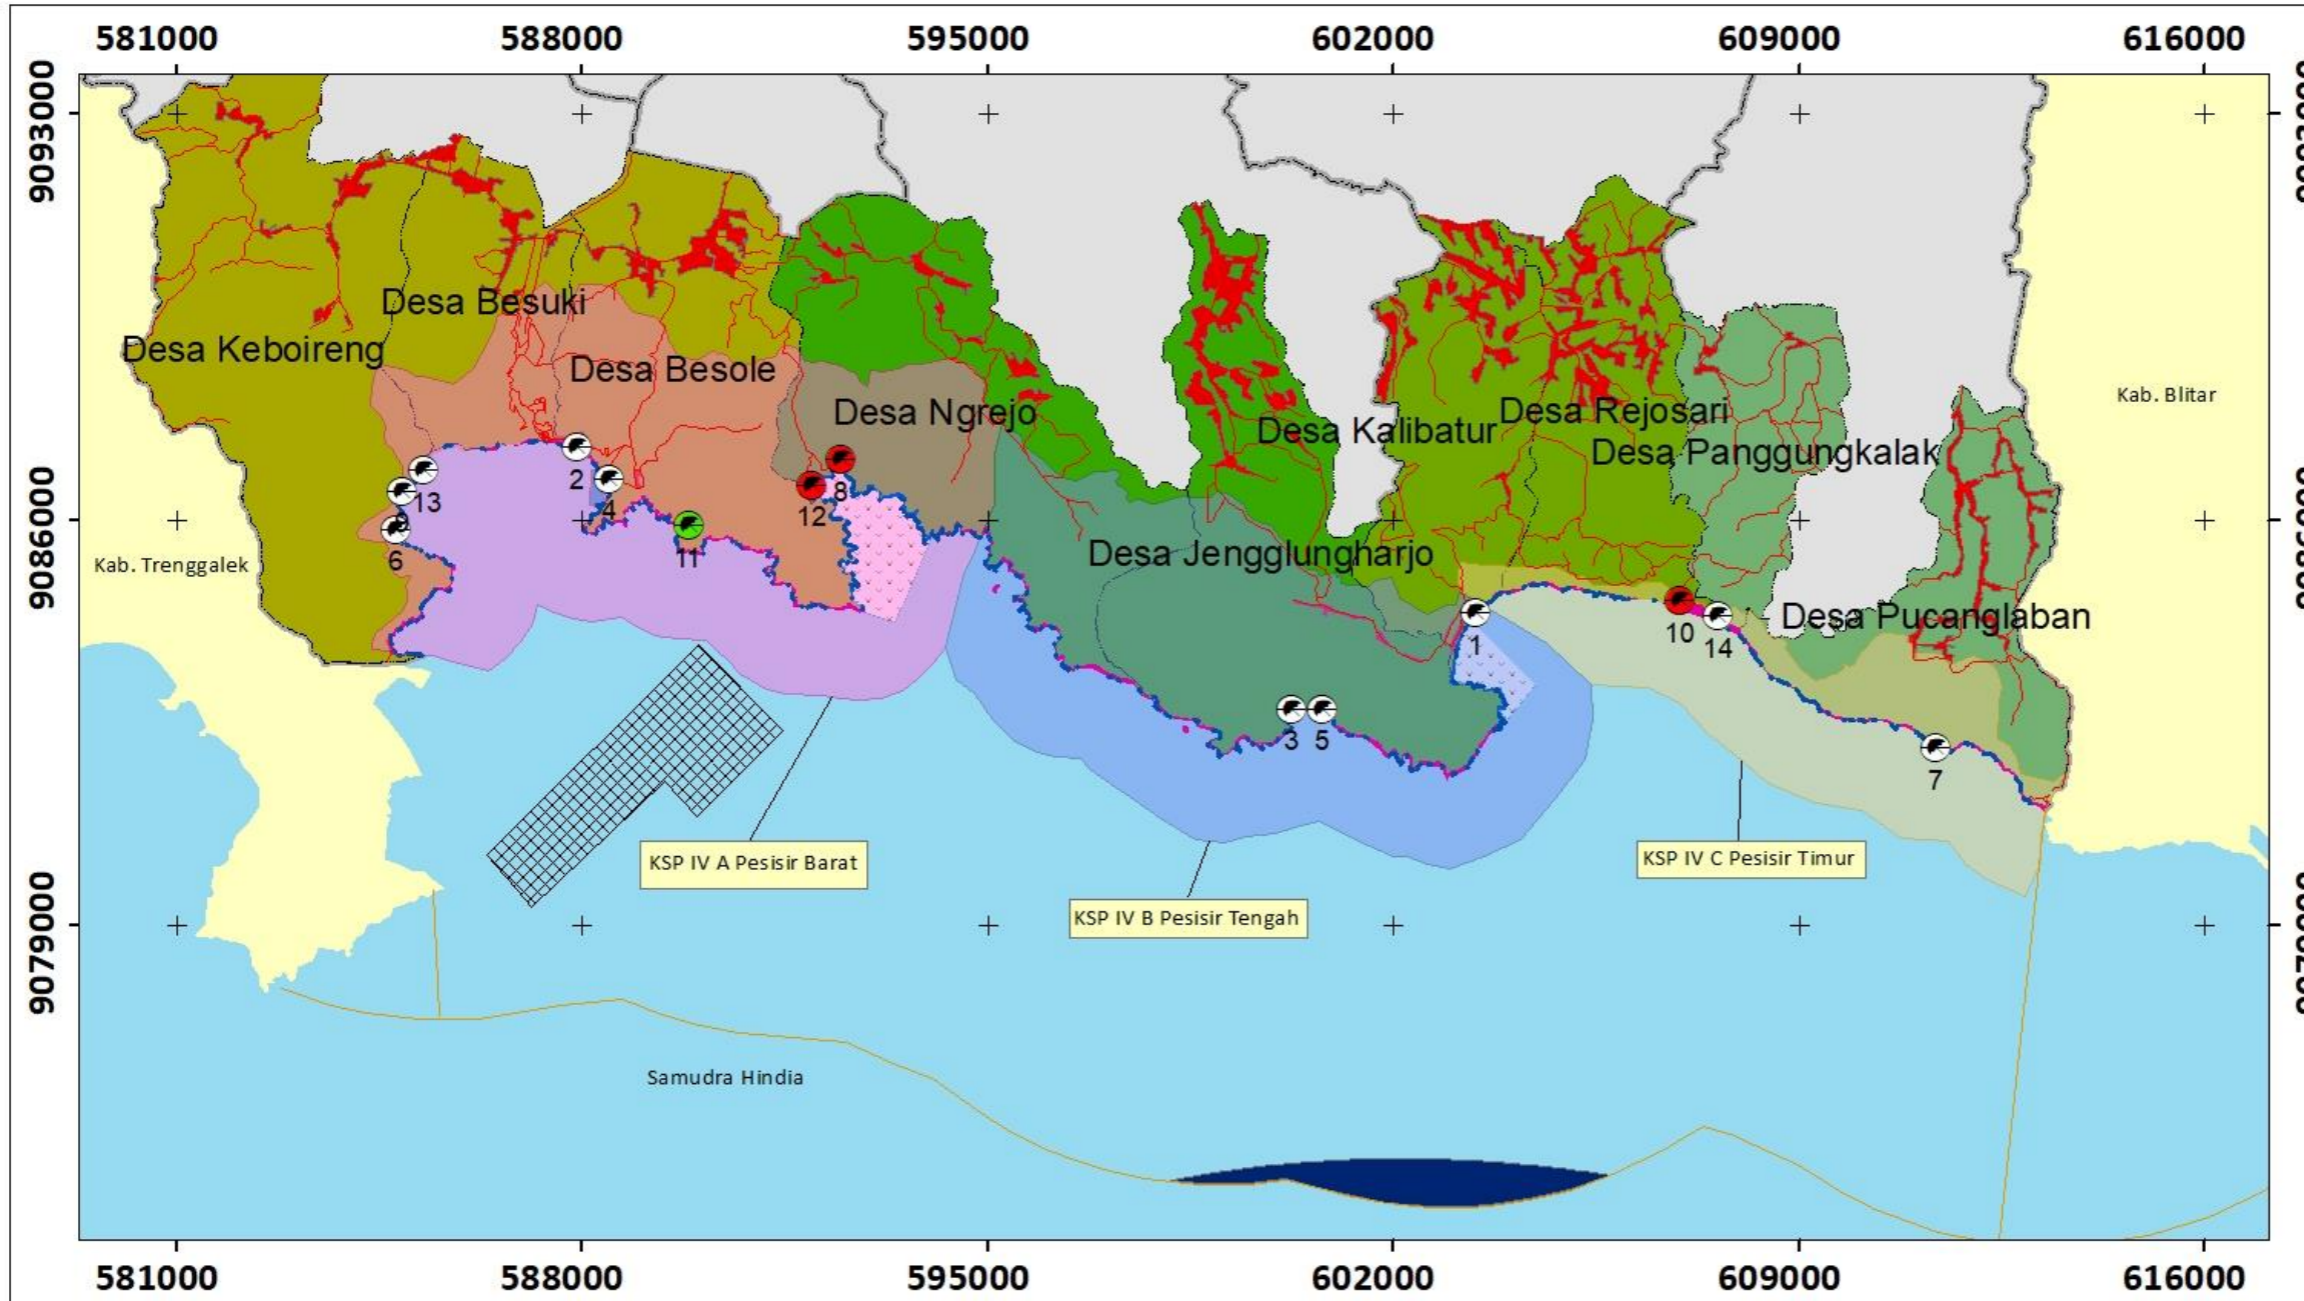 581000 588000 595000 602000 609000 616000
9093000
Desa Besuki
Desa Keboireng
Desa Besole
Desa Ngrejo
Desa Kalibatur
Desa Rejosari
Desa Panggungkalak
Kab. Blitar
2
13
4
8
12
6
11
9086000
Kab. Trenggalek
Desa Jengglungharjo
Desa Pucanglaban
1
10
14
3
5
7
KSP IV A Pesisir Barat
KSP IV B Pesisir Tengah
KSP IV C Pesisir Timur
9079000
Samudra Hindia
581000 588000 595000 602000 609000 616000